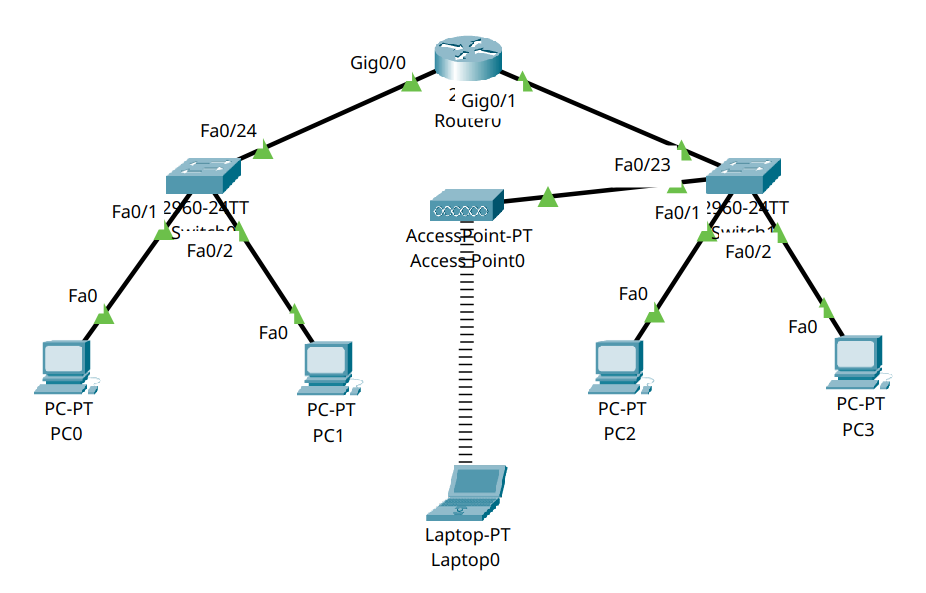 Gig0/0
Gig0/1
Router0
Fa0/24
Fa0/23
Fa0/1
2960-24TT
Switch0
Fa0/2
AccessPoint-PT
Access Point0
Fa0/1
2960-24TT
Switch1
Fa0/2
Fa0
Fa0
Fa0
Fa0
PC-PT
PC0
PC-PT
PC1
PC-PT
PC2
PC-PT
PC3
Laptop-PT
Laptop0